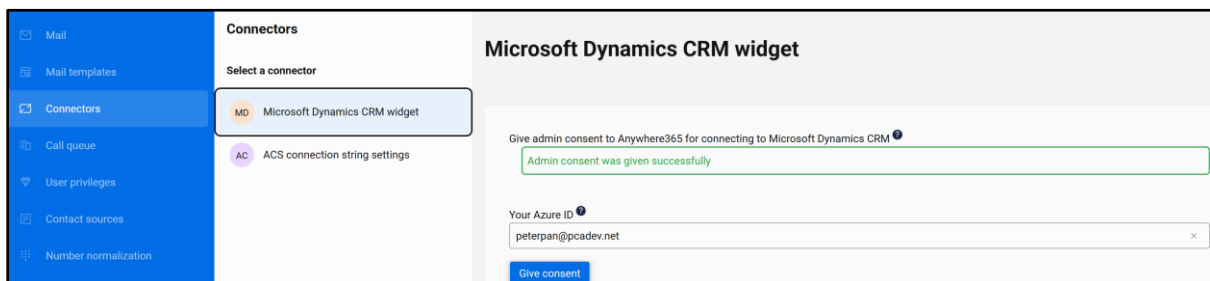 Mail
Mail templates
Connectors
Call queue
User privileges
Contact sources
Number normalization
Connectors
Select a connector
MD Microsoft Dynamics CRM widget
AC ACS connection string settings
Microsoft Dynamics CRM widget
Give admin consent to Anywhere365 for connecting to Microsoft Dynamics CRM ?
Admin consent was given successfully
Your Azure ID ?
peterpan@pcadev.net ×
Give consent